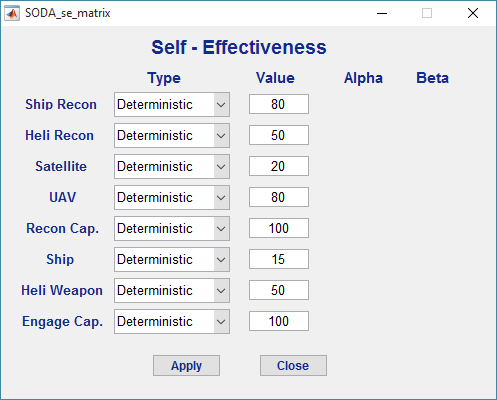 SODA_se_matrix
Self - Effectiveness
Type Value Alpha Beta
Ship Recon Deterministic 80
Heli Recon Deterministic 50
Satellite Deterministic 20
UAV Deterministic 80
Recon Cap. Deterministic 100
Ship Deterministic 15
Heli Weapon Deterministic 50
Engage Cap. Deterministic 100
Apply Close